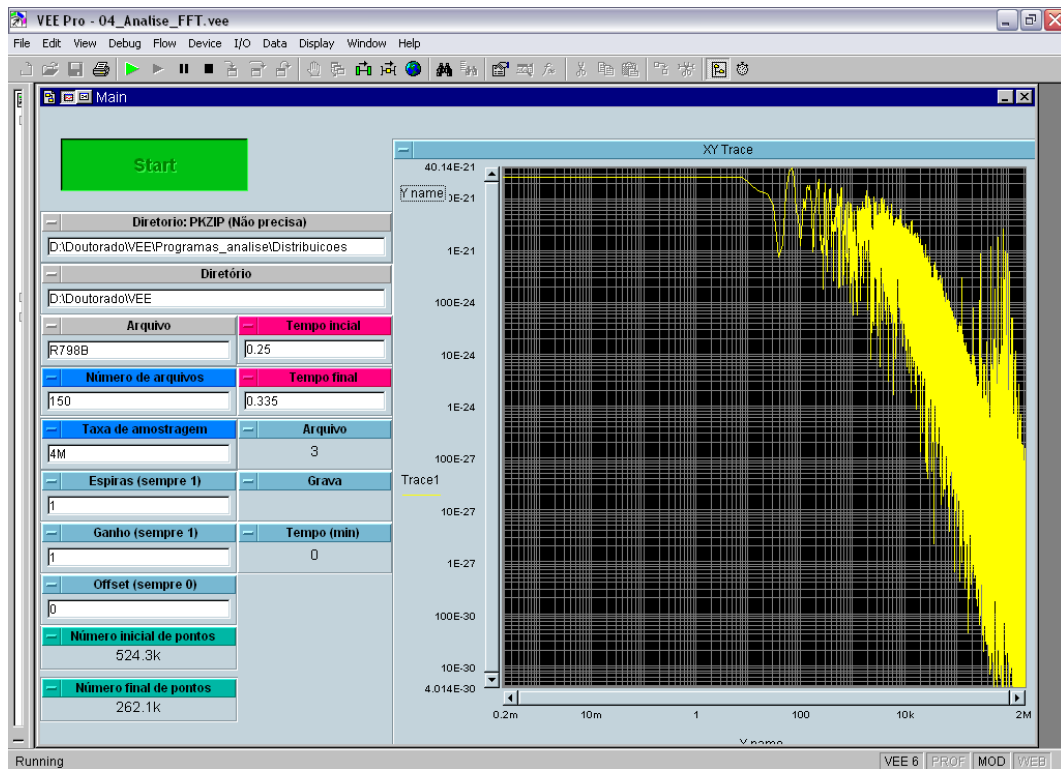 VEE Pro - 04_Analise_FFT.vee
File Edit View Debug Flow Device I/O Data Display Window Help
Main
Start
Diretorio: PKZIP (Não precisa)
D:\Doutorado\VEE\Programas_analise\Distribuicoes
Diretório
D:\Doutorado\VEE
Arquivo
Tempo incial
R798B
0.25
Número de arquivos
Tempo final
150
0.335
Taxa de amostragem
Arquivo
4M
3
Espiras (sempre 1)
Grava
1
Ganho (sempre 1)
Tempo (min)
1
0
Offset (sempre 0)
0
Número inicial de pontos
524.3k
Número final de pontos
262.1k
XY Trace
40.14E-21
Y name
0E-21
1E-21
100E-24
10E-24
1E-24
100E-27
Trace1
10E-27
1E-27
100E-30
10E-30
4.014E-30
0.2m 10m 1 100 10k 2M
Running
VEE 6 PROF MOD WEB